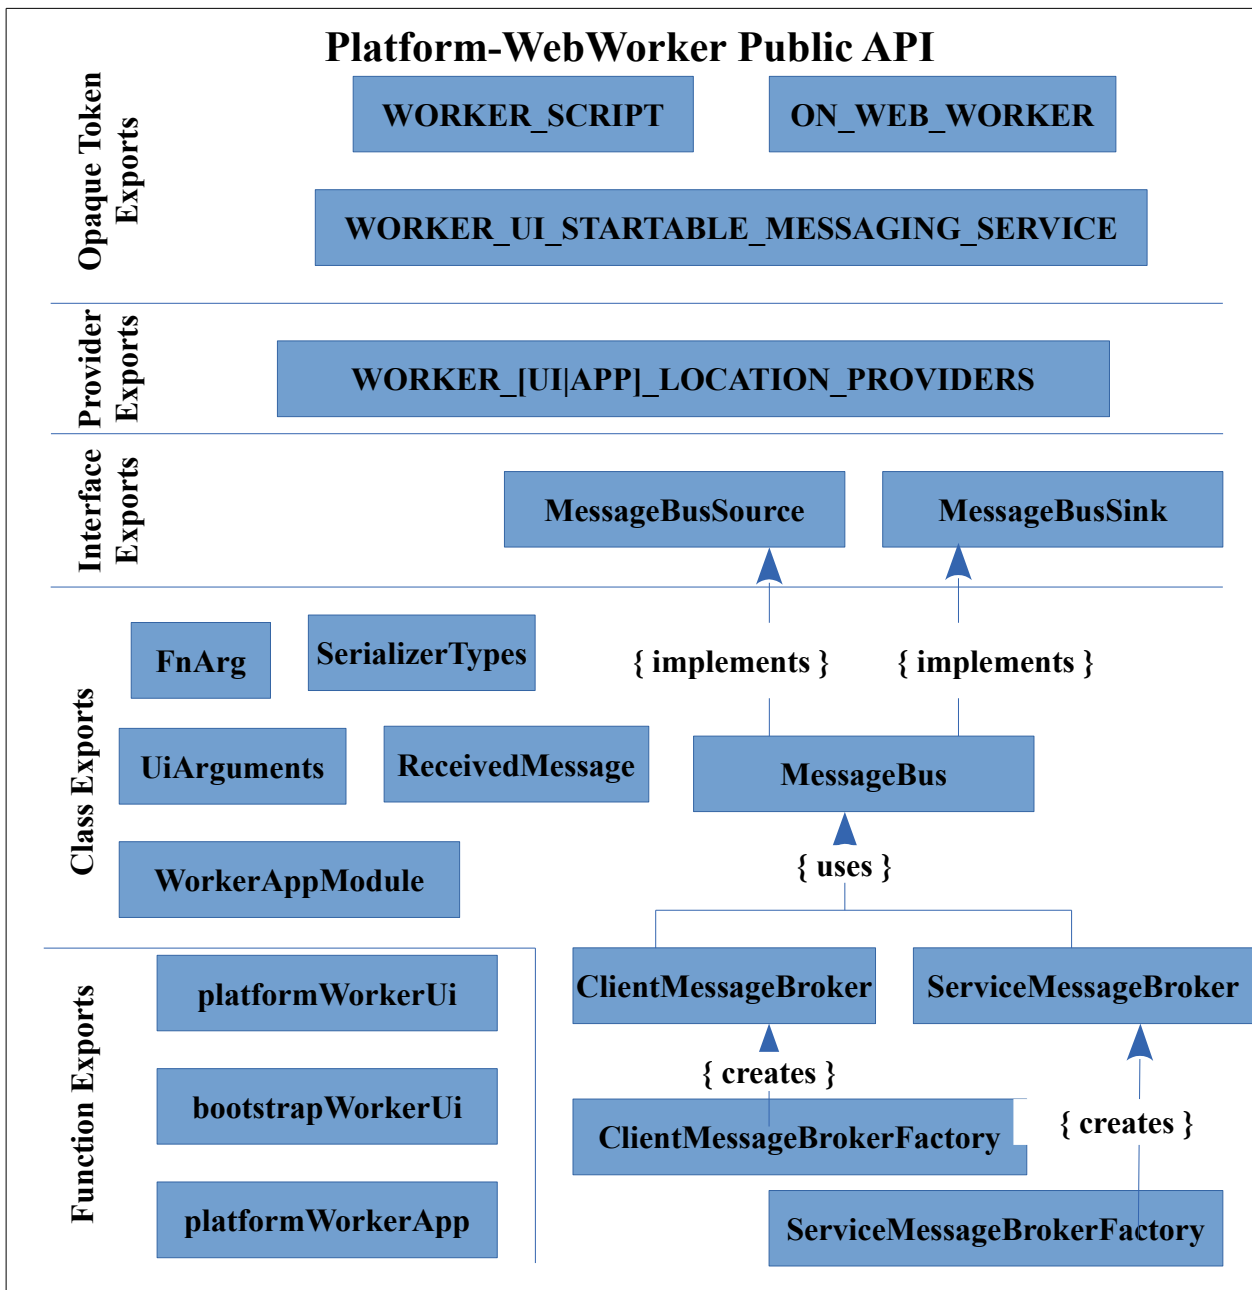 Platform-WebWorker Public API
Opaque Token
Exports
WORKER_SCRIPT
ON_WEB_WORKER
WORKER_UI_STARTABLE_MESSAGING_SERVICE
Provider
Exports
WORKER_[UI|APP]_LOCATION_PROVIDERS
Interface
Exports
MessageBusSource
MessageBusSink
Class Exports
FnArg
SerializerTypes
{ implements }
{ implements }
UiArguments
ReceivedMessage
MessageBus
WorkerAppModule
{ uses }
Function Exports
platformWorkerUi
bootstrapWorkerUi
platformWorkerApp
ClientMessageBroker
ServiceMessageBroker
{ creates }
{ creates }
ClientMessageBrokerFactory
ServiceMessageBrokerFactory